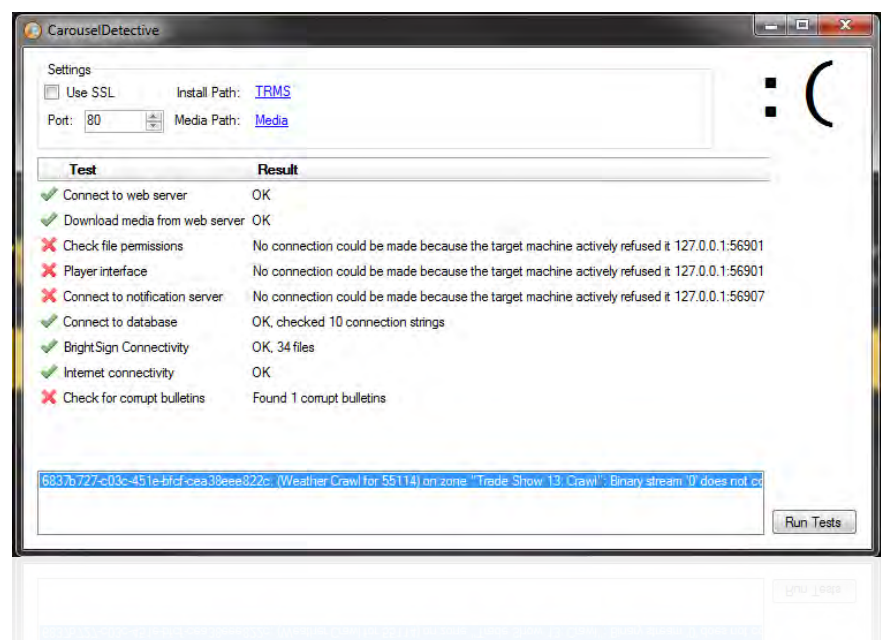 CarouselDetective
Settings
Use SSL Install Path: TRMS
Port: 80 Media Path: Media
:(
Test Result
Connect to web server OK
Download media from web server OK
Check file permissions No connection could be made because the target machine actively refused it 127.0.0.1:56901
Player interface No connection could be made because the target machine actively refused it 127.0.0.1:56901
Connect to notification server No connection could be made because the target machine actively refused it 127.0.0.1:56907
Connect to database OK, checked 10 connection strings
BrightSign Connectivity OK, 34 files
Internet connectivity OK
Check for corrupt bulletins Found 1 corrupt bulletins
6837b727-c03c-451e-bfcf-cea38eee822c: (Weather Crawl for 55114) on zone "Trade Show 13: Crawl": Binary stream '0' does not co
Run Tests